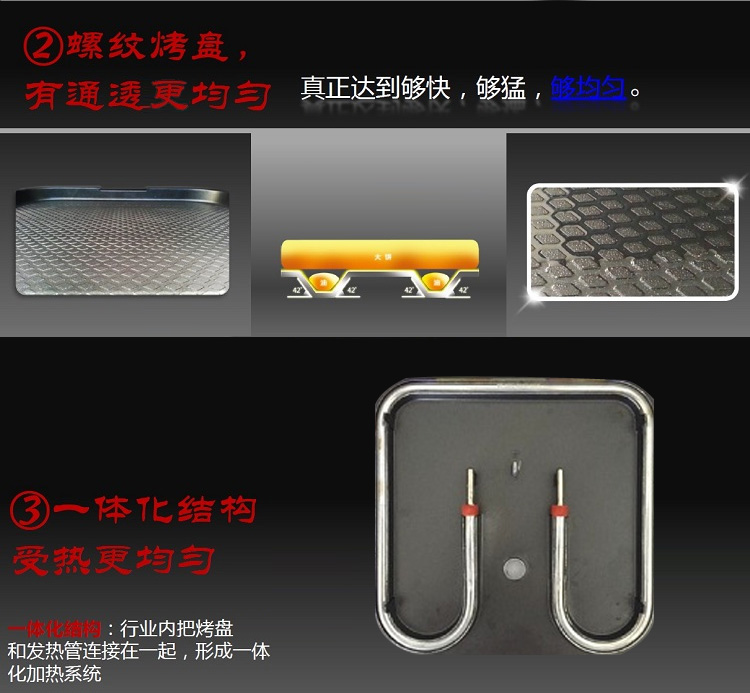 ②螺纹烤盘，
有通透更均匀
真正达到够快，够猛，够均匀。
42°
42°
42°
42°
③一体化结构
受热更均匀
一体化结构：行业内把烤盘
和发热管连接在一起，形成一体
化加热系统